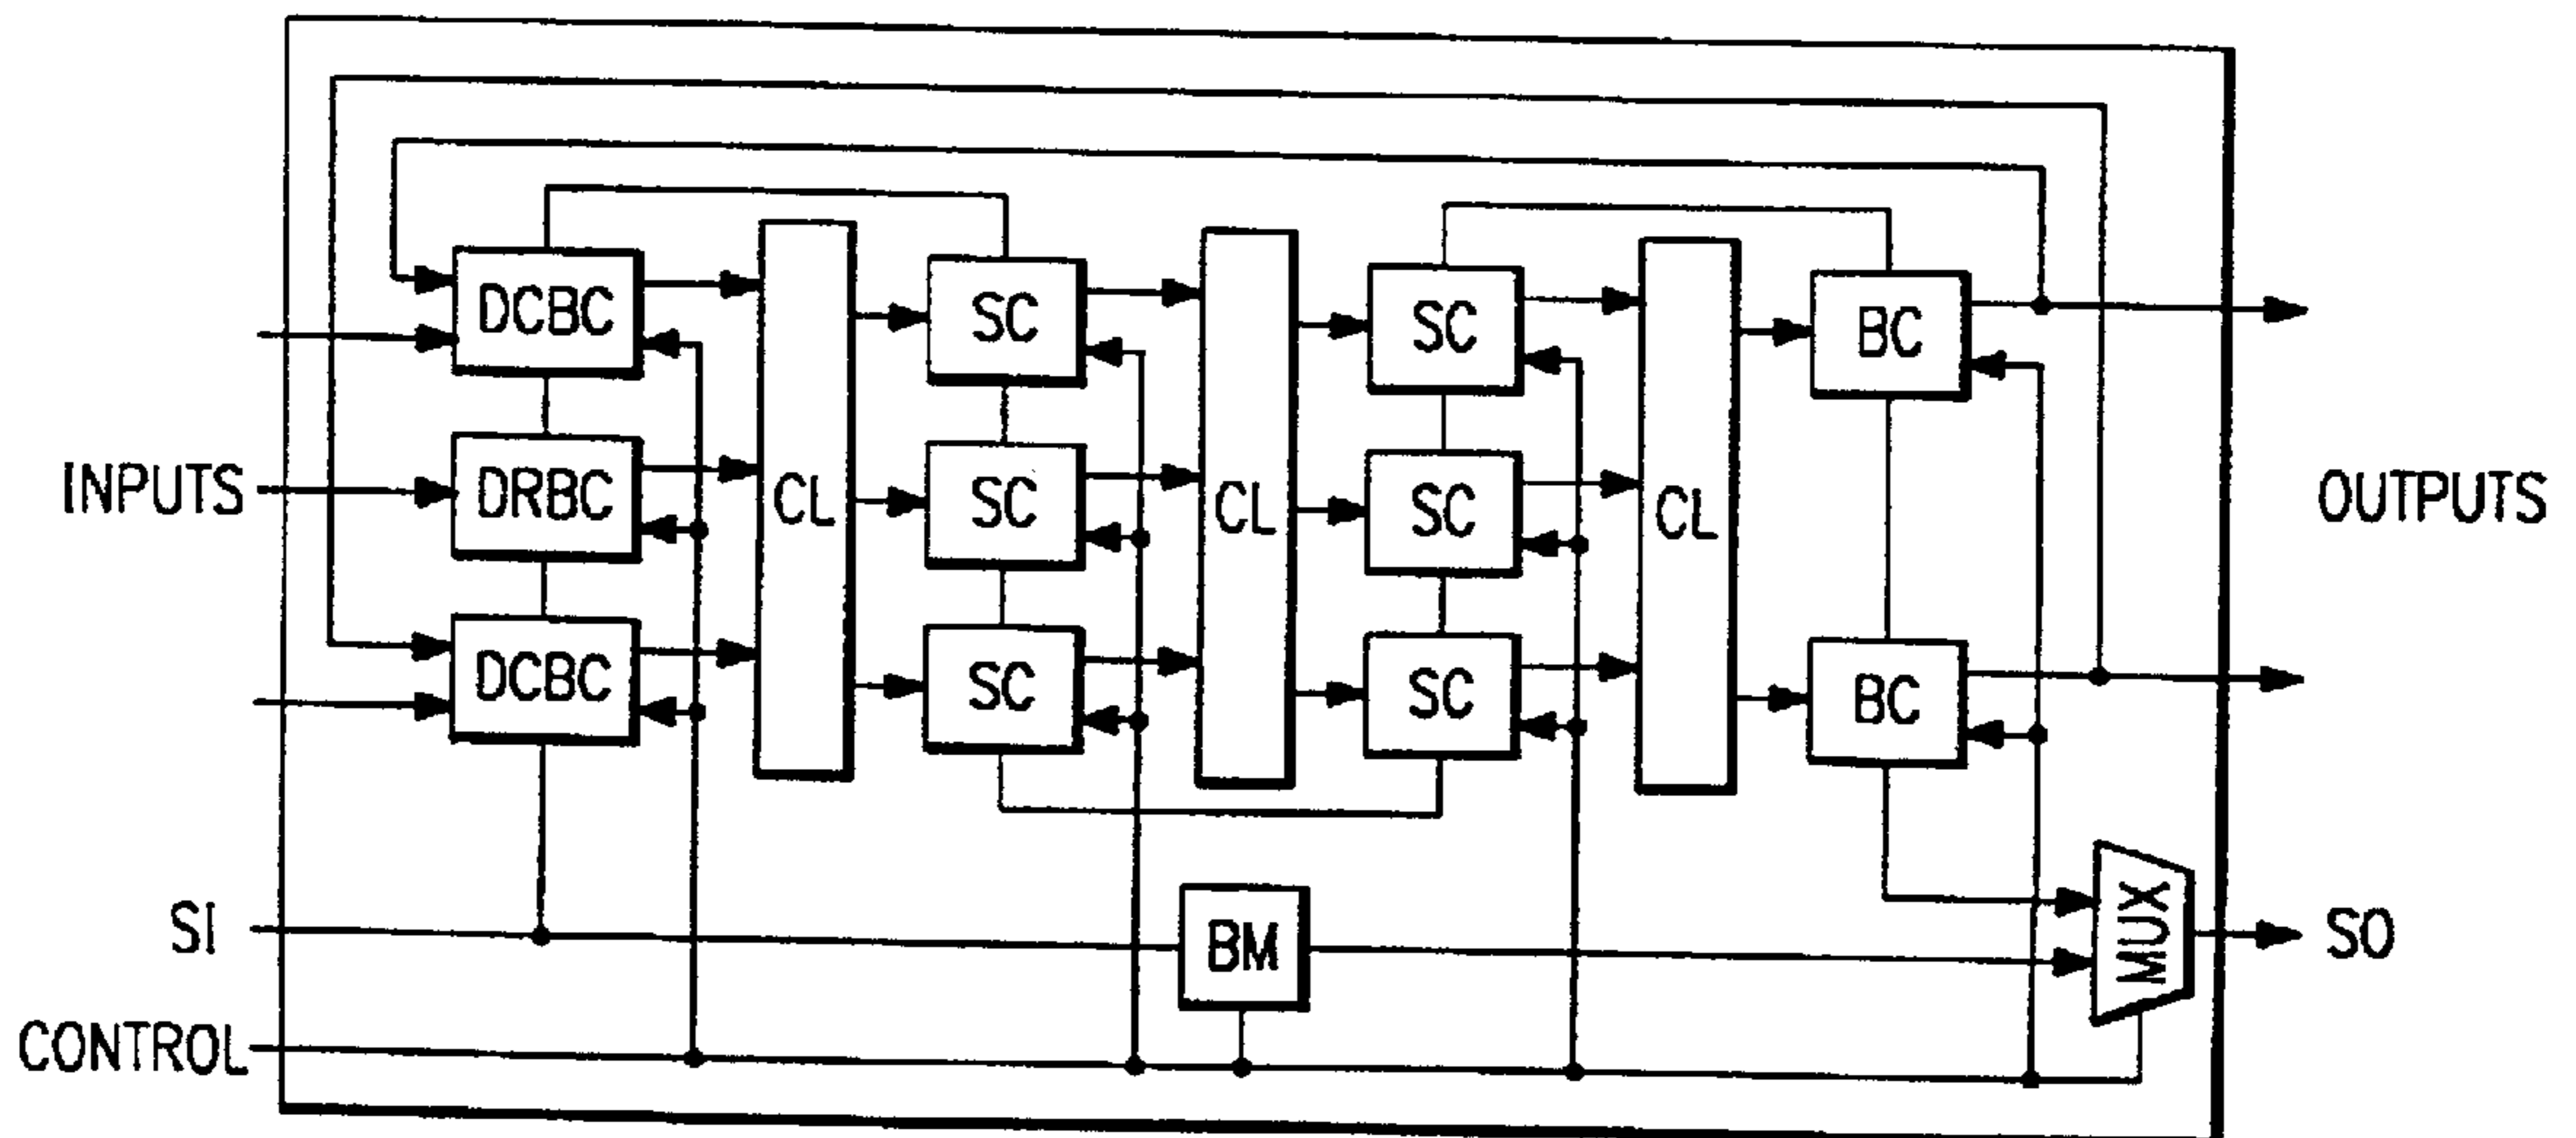 DCBC
SC
SC
BC
INPUTS
DRBC
CL
SC
CL
SC
CL
OUTPUTS
DCBC
SC
SC
BC
SI
BM
MUX
SO
CONTROL